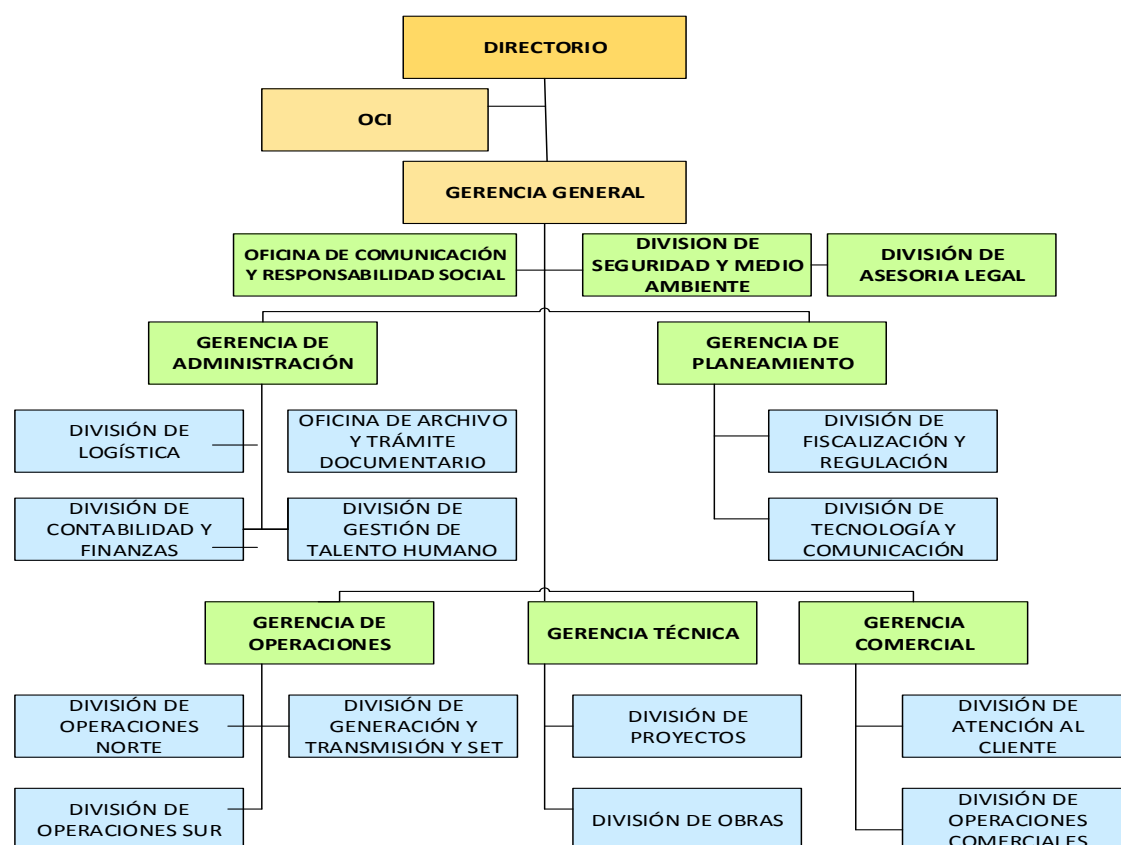 DIRECTORIO
OCI
GERENCIA GENERAL
OFICINA DE COMUNICACIÓN
Y RESPONSABILIDAD SOCIAL
DIVISION DE
SEGURIDAD Y MEDIO
AMBIENTE
DIVISIÓN DE
ASESORIA LEGAL
GERENCIA DE
ADMINISTRACIÓN
GERENCIA DE
PLANEAMIENTO
DIVISIÓN DE
LOGÍSTICA
OFICINA DE ARCHIVO
Y TRÁMITE
DOCUMENTARIO
DIVISIÓN DE
FISCALIZACIÓN Y
REGULACIÓN
DIVISIÓN DE
CONTABILIDAD Y
FINANZAS
DIVISIÓN DE
GESTIÓN DE
TALENTO HUMANO
DIVISIÓN DE
TECNOLOGÍA Y
COMUNICACIÓN
GERENCIA DE
OPERACIONES
GERENCIA TÉCNICA
GERENCIA
COMERCIAL
DIVISIÓN DE
OPERACIONES
NORTE
DIVISIÓN DE
GENERACIÓN Y
TRANSMISIÓN Y SET
DIVISIÓN DE
PROYECTOS
DIVISIÓN DE
ATENCIÓN AL
CLIENTE
DIVISIÓN DE
OPERACIONES SUR
DIVISIÓN DE OBRAS
DIVISIÓN DE
OPERACIONES
COMERCIALES